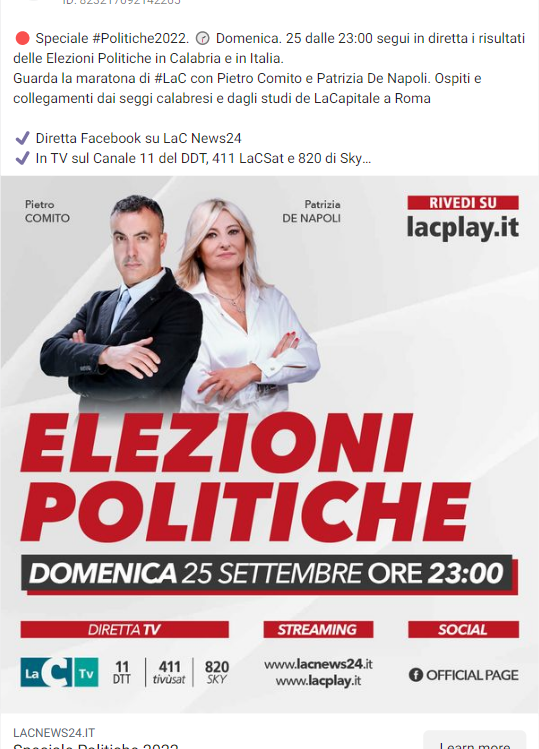 🔴 Speciale #Politiche2022. 🕜 Domenica. 25 dalle 23:00 segui in diretta i risultati
delle Elezioni Politiche in Calabria e in Italia.
Guarda la maratona di #LaC con Pietro Comito e Patrizia De Napoli. Ospiti e
collegamenti dai seggi calabresi e dagli studi de LaCapitale a Roma
✔ Diretta Facebook su LaC News24
✔ In TV sul Canale 11 del DDT, 411 LaCSat e 820 di Sky...
Pietro
COMITO
Patrizia
DE NAPOLI
RIVEDI SU
lacplay.it
ELEZIONI
POLITICHE
DOMENICA 25 SETTEMBRE ORE 23:00
DIRETTA TV
LaC Tv
11
DTT
411
tivùsat
820
SKY
STREAMING
www.lacnews24.it
www.lacplay.it
SOCIAL
OFFICIAL PAGE
LACNEWS24.IT
Speciale Politiche 2022
Learn more